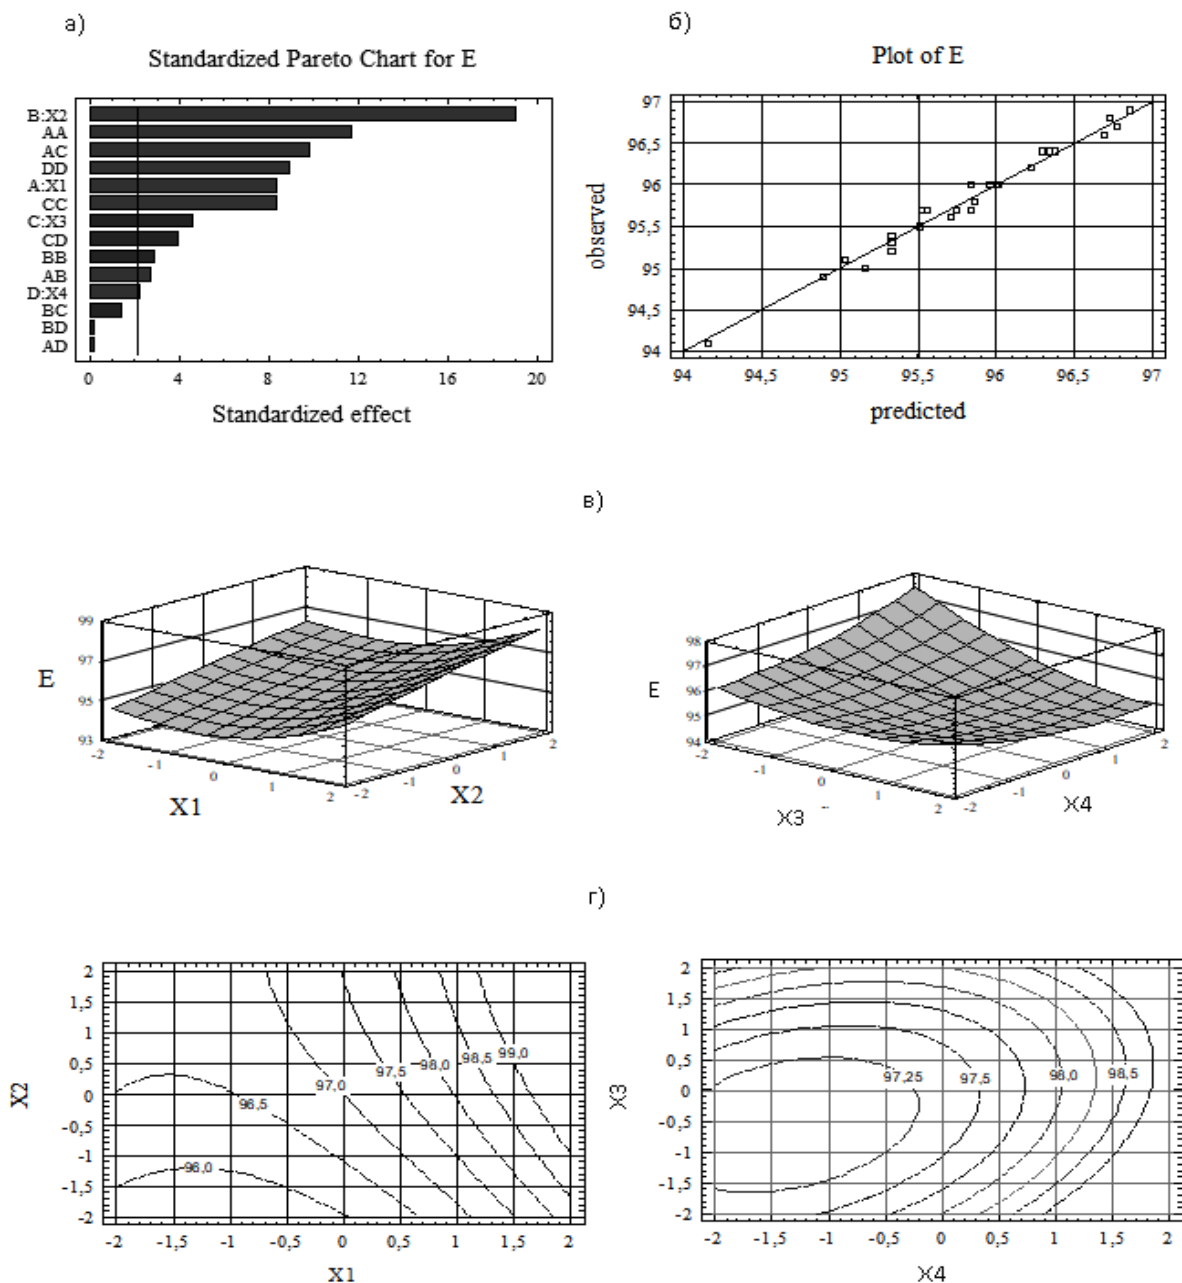 а)
Standardized Pareto Chart for E
B:X2
AA
AC
DD
A:X1
CC
C:X3
CD
BB
AB
D:X4
BC
BD
AD
0 4 8 12 16 20
Standardized effect
б)
Plot of E
97
96,5
96
95,5
95
94,5
94
observed
94 94,5 95 95,5 96 96,5 97
predicted
в)
99
97
95
93
E
-2 -1 0 1 2
X1
-2 -1 0 1 2
X2
98
97
96
95
94
E
-2 -1 0 1 2
X3
-2 -1 0 1 2
X4
г)
2
1,5
1
0,5
0
-0,5
-1
-1,5
-2
X2
96,0
96,5
97,0
97,5
98,0
98,5
99,0
-2 -1,5 -1 -0,5 0 0,5 1 1,5 2
X1
2
1,5
1
0,5
0
-0,5
-1
-1,5
-2
X3
97,25
97,5
98,0
98,5
-2 -1,5 -1 -0,5 0 0,5 1 1,5 2
X4